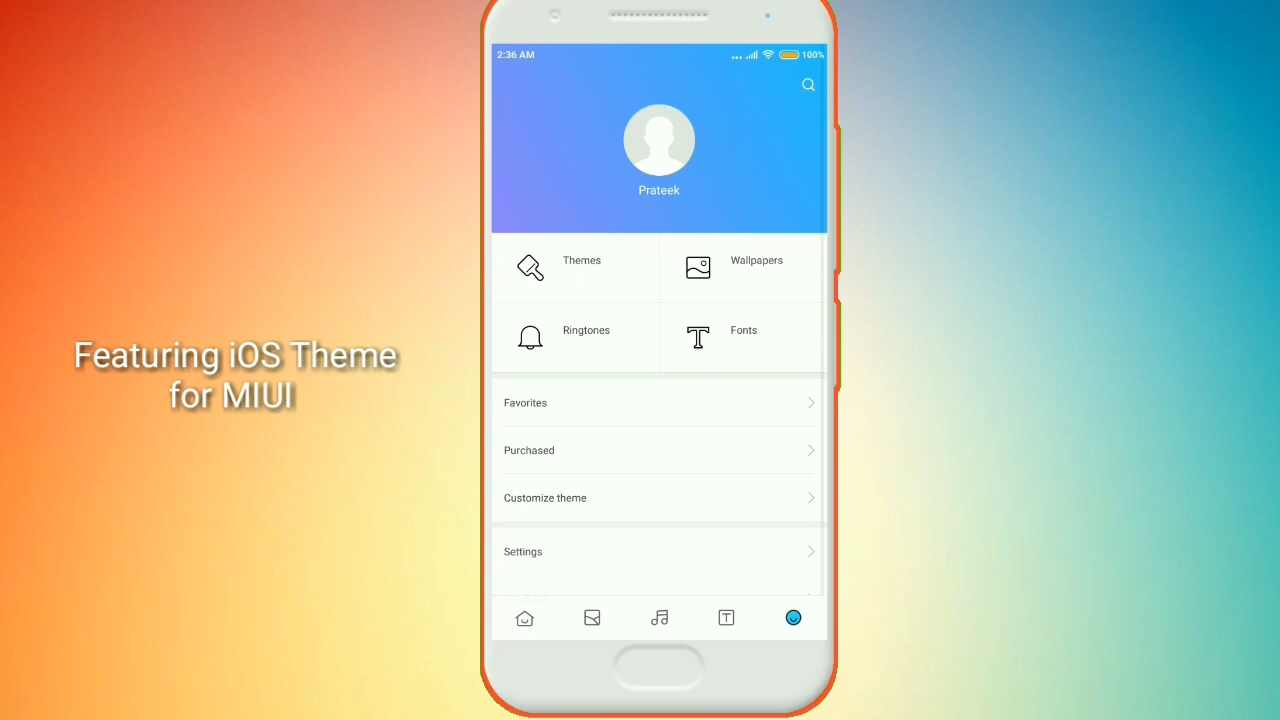 2:36 AM
100%
Prateek
Themes
Wallpapers
Ringtones
Fonts
Featuring iOS Theme
for MIUI
Favorites
Purchased
Customize theme
Settings